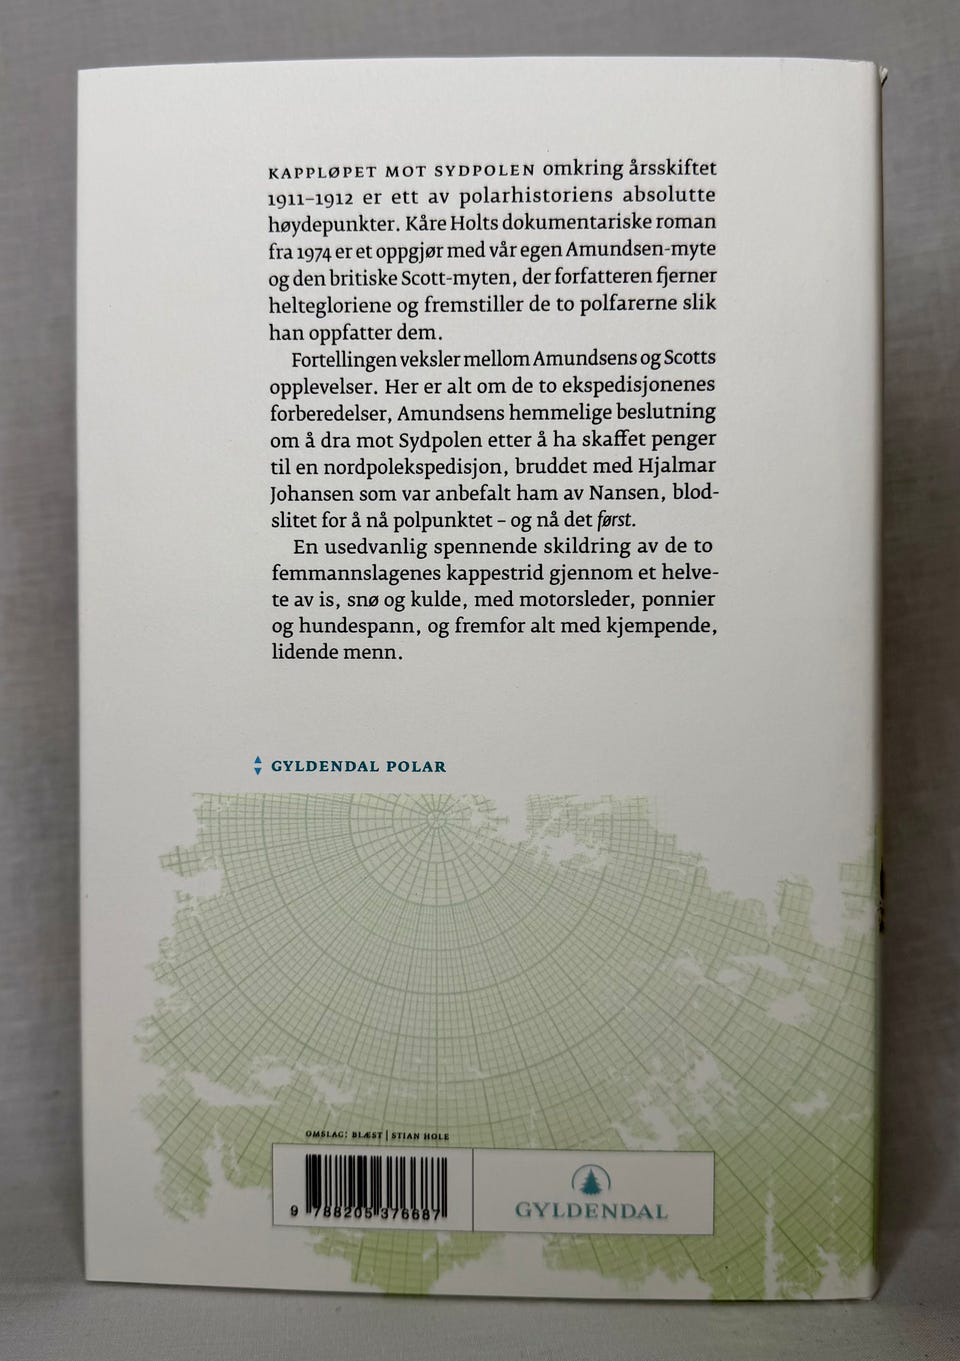 KAPPLØPET MOT SYDPOLEN omkring årsskiftet
1911–1912 er ett av polarhistoriens absolutte
høydepunkter. Kåre Holts dokumentariske roman
fra 1974 er et oppgjør med vår egen Amundsen-myte
og den britiske Scott-myten, der forfatteren fjerner
heltegloriene og fremstiller de to polfarerne slik
han oppfatter dem.
Fortellingen veksler mellom Amundsens og Scotts
opplevelser. Her er alt om de to ekspedisjonenes
forberedelser, Amundsens hemmelige beslutning
om å dra mot Sydpolen etter å ha skaffet penger
til en nordpolekspedisjon, bruddet med Hjalmar
Johansen som var anbefalt ham av Nansen, blod-
slitet for å nå polpunktet – og nå det først.
En usedvanlig spennende skildring av de to
femmannslagenes kappestrid gjennom et helve-
te av is, snø og kulde, med motorsleder, ponnier
og hundespann, og fremfor alt med kjempende,
lidende menn.
GYLDENDAL POLAR
OMSLAG: BLÆST | STIAN HOLE
9 788205 376687
GYLDENDAL